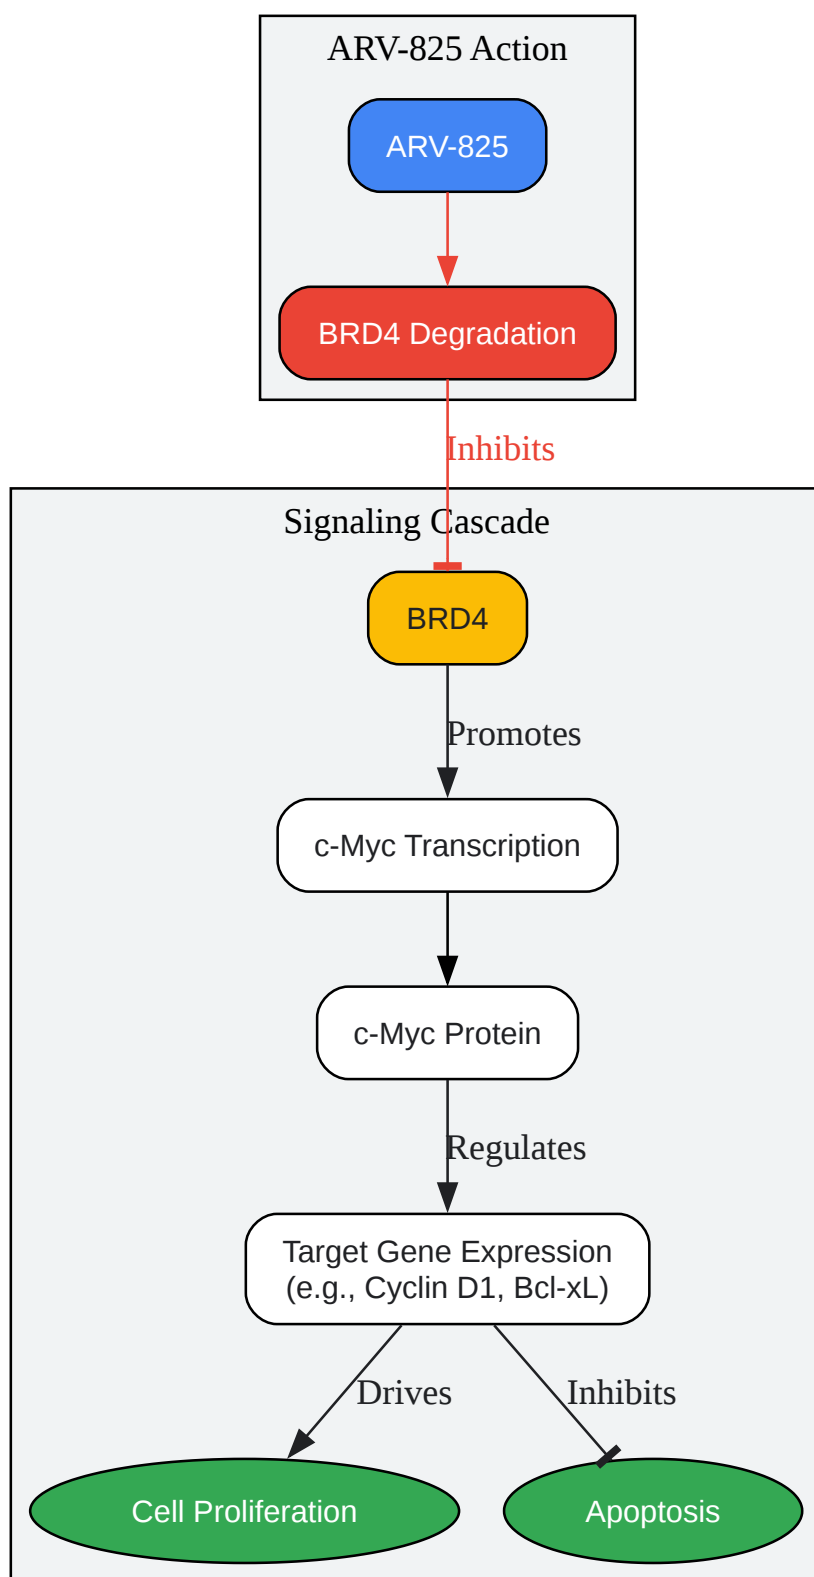 ARV-825 Action
ARV-825
BRD4 Degradation
Inhibits
Signaling Cascade
BRD4
Promotes
c-Myc Transcription
c-Myc Protein
Regulates
Target Gene Expression
(e.g., Cyclin D1, Bcl-xL)
Drives
Inhibits
Cell Proliferation
Apoptosis